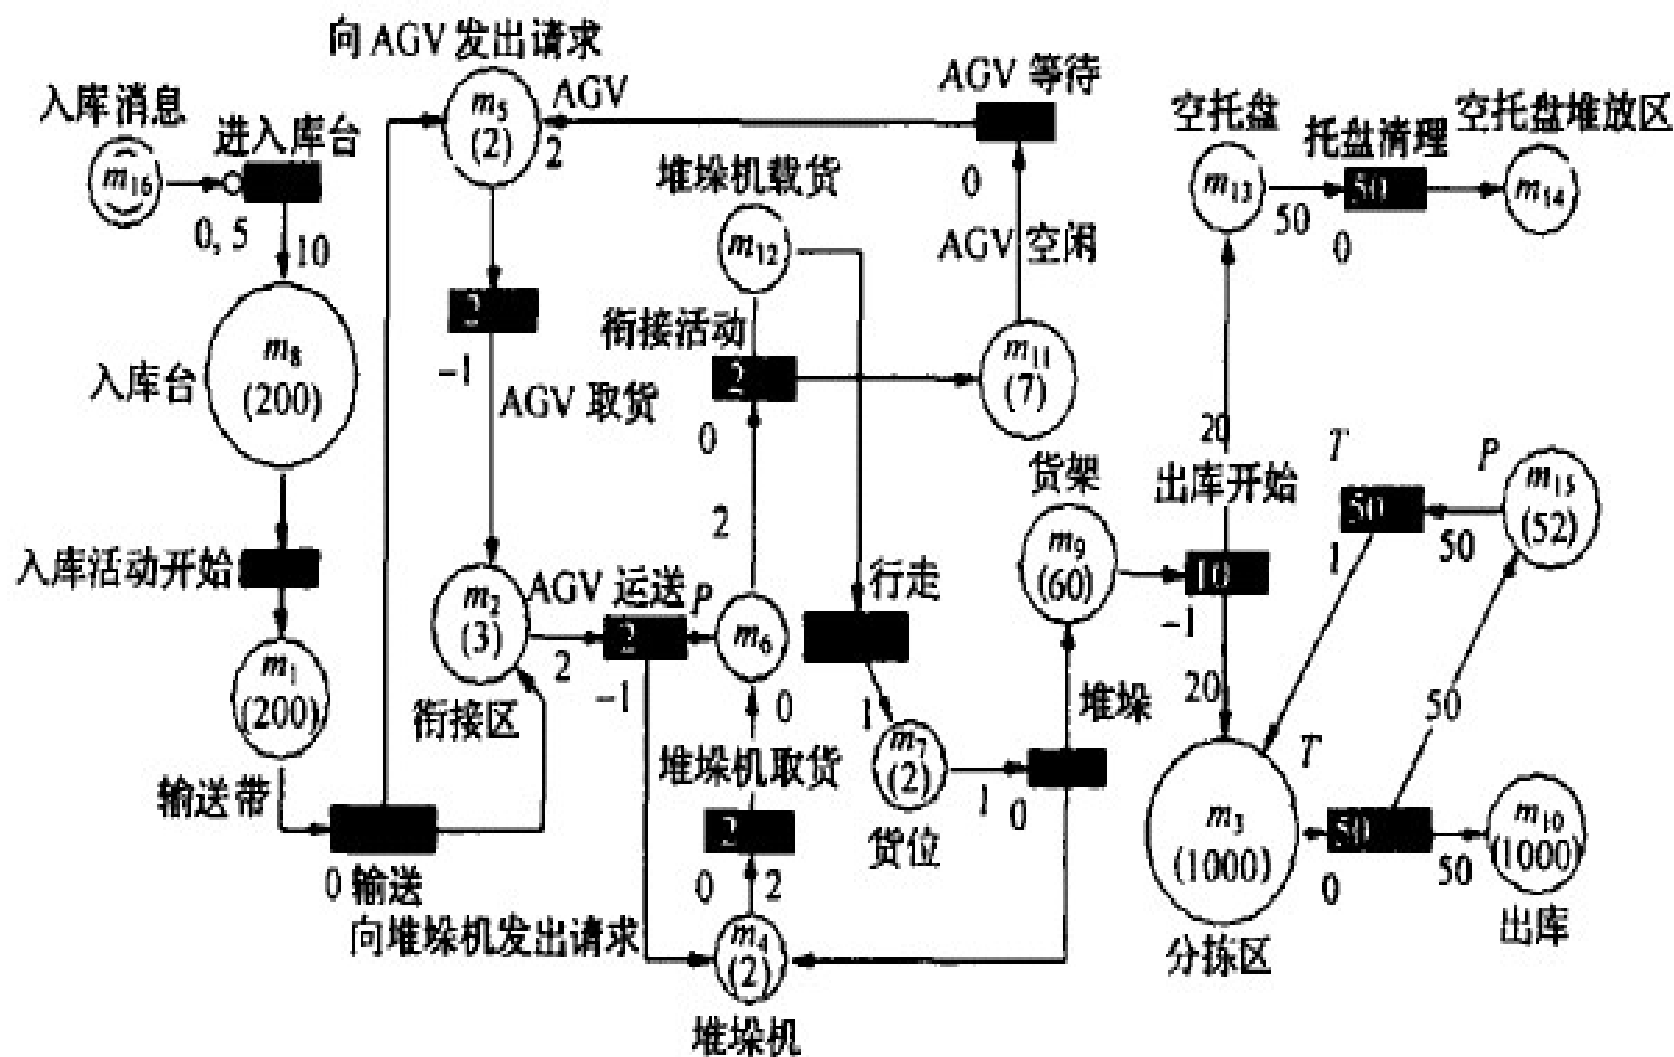 向 AGV 发出请求
m5
(2)
AGV
2
AGV 等待
0
AGV 空闲
入库消息
m16
进入库台
0, 5
10
m8
(200)
入库台
入库活动开始
m1
(200)
输送带
0 输送
2
-1
AGV 取货
m2
(3)
衔接区
AGV 运送
2
2
-1
P
m6
0
堆垛机取货
2
0
2
向堆垛机发出请求
m4
(2)
堆垛机
堆垛机载货
m12
衔接活动
2
0
2
m11
(7)
行走
1
m7
(2)
货位
1
0
堆垛
货架
m9
(60)
出库开始
10
-1
20
20
空托盘
m13
50
托盘清理
50
0
空托盘堆放区
m14
T
50
1
50
P
m15
(52)
50
T
m3
(1000)
分拣区
50
0
50
m10
(1000)
出库